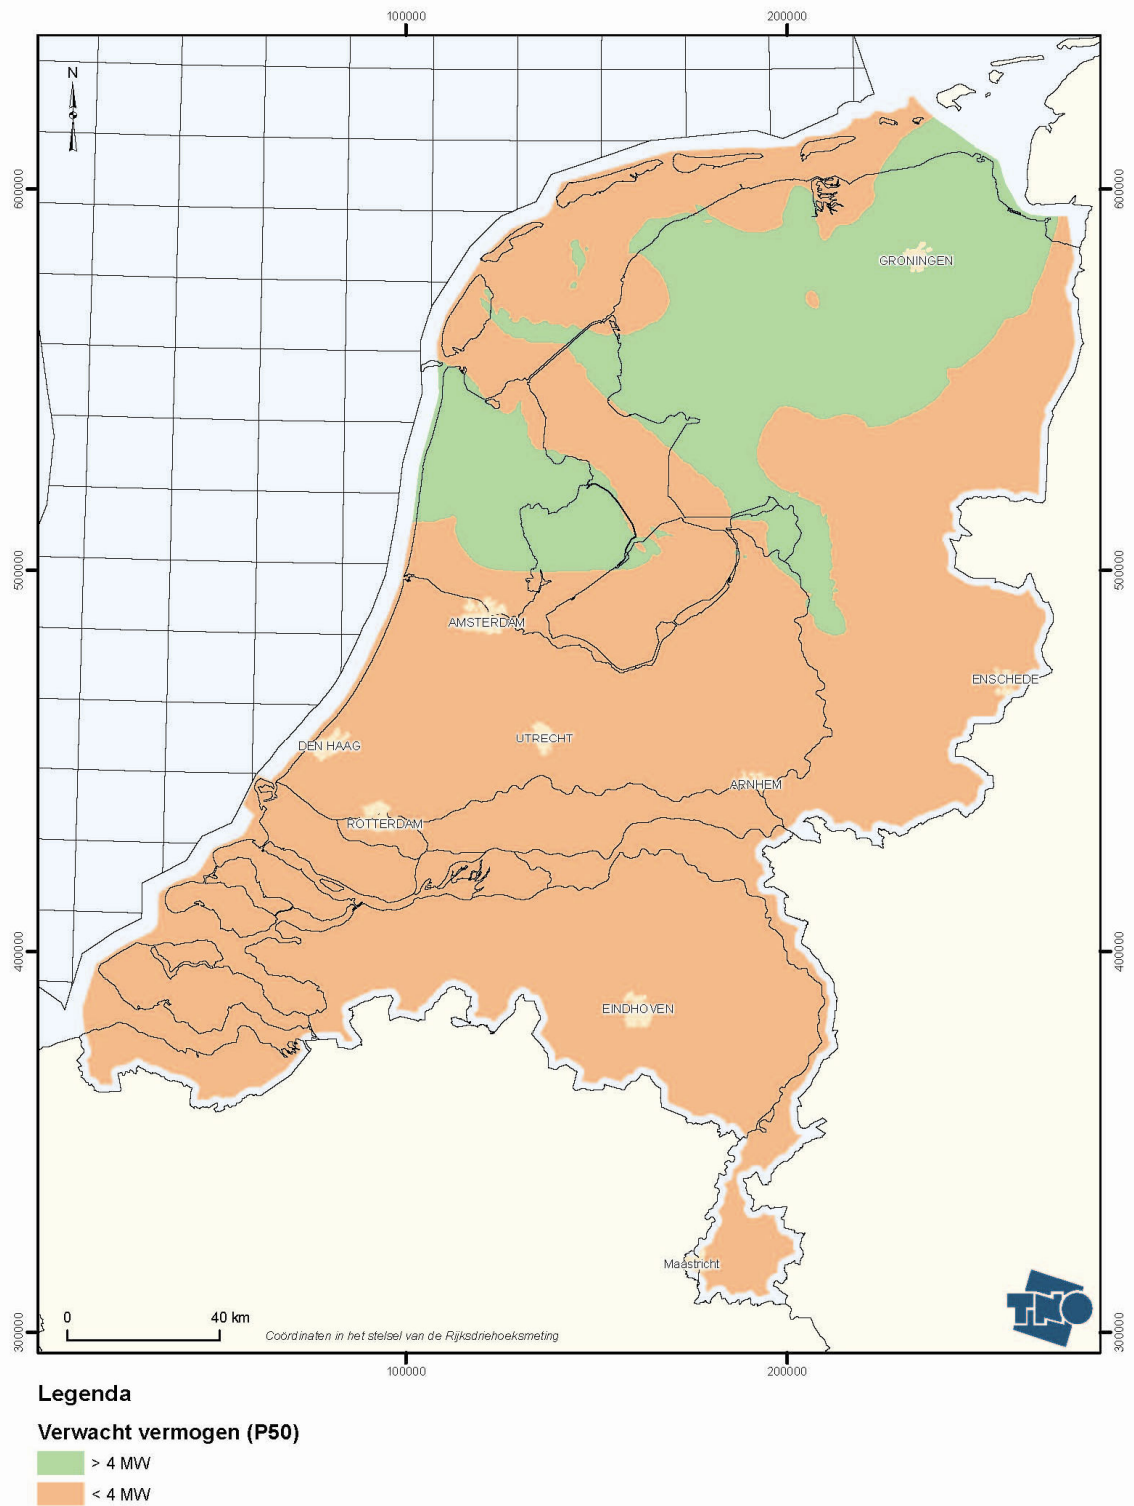 100000
200000
N
600000
600000
GRONINGEN
500000
500000
AMSTERDAM
ENSCHEDE
DEN HAAG
UTRECHT
ARNHEM
ROTTERDAM
400000
400000
EINDHOVEN
Maastricht
TNO
0
40 km
Coördinaten in het stelsel van de Rijksdriehoeksmeting
300000
300000
100000
200000
Legenda
Verwacht vermogen (P50)
> 4 MW
< 4 MW